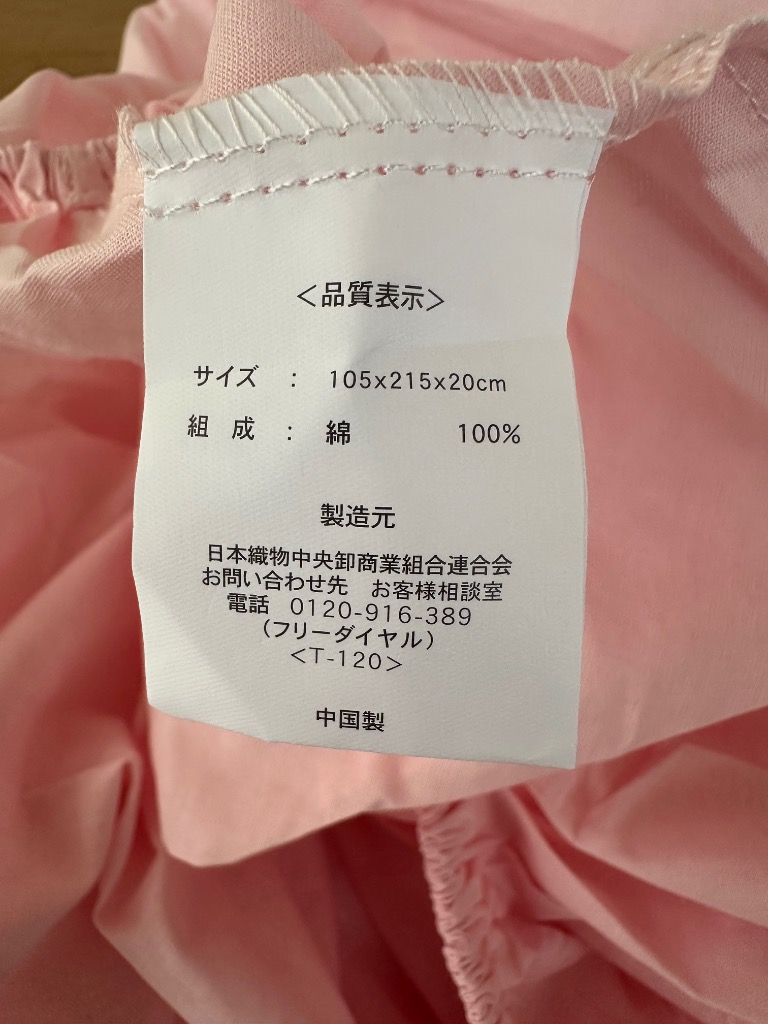 <品質表示>
サイズ : 105x215x20cm
組成 : 綿 100%
製造元
日本織物中央卸商業組合連合会
お問い合わせ先 お客様相談室
電話 0120-916-389
(フリーダイヤル)
<T-120>
中国製